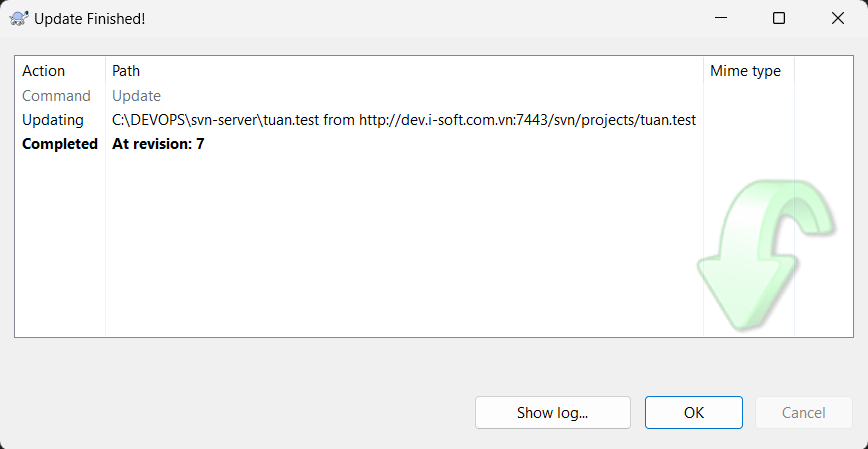 Update Finished!
Action Path Mime type
Command Update
Updating C:\DEVOPS\svn-server\tuan.test from http://dev.i-soft.com.vn:7443/svn/projects/tuan.test
Completed At revision: 7
Show log... OK Cancel